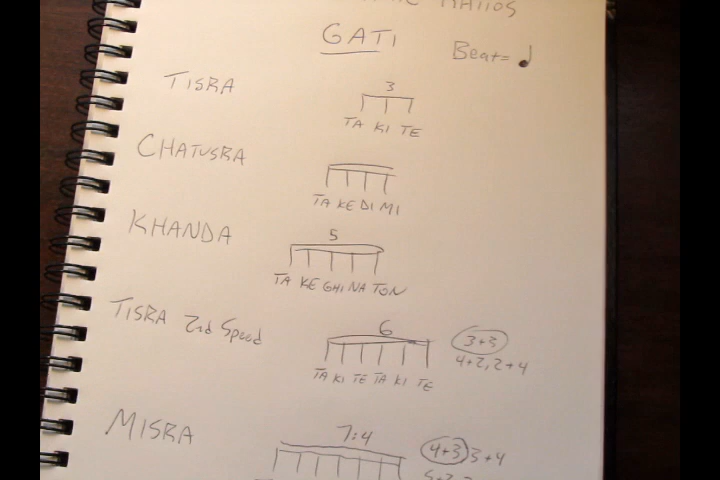 RATIOS
GATI
Beat= ♩
TISRA
3
TA KI TE
CHATUSRA
TA KE DI MI
KHANDA
5
TA KE GHI NA TON
TISRA 2nd Speed
6
3+3
4+2, 2+4
TA KI TE TA KI TE
MISRA
7:4
4+3 3+4